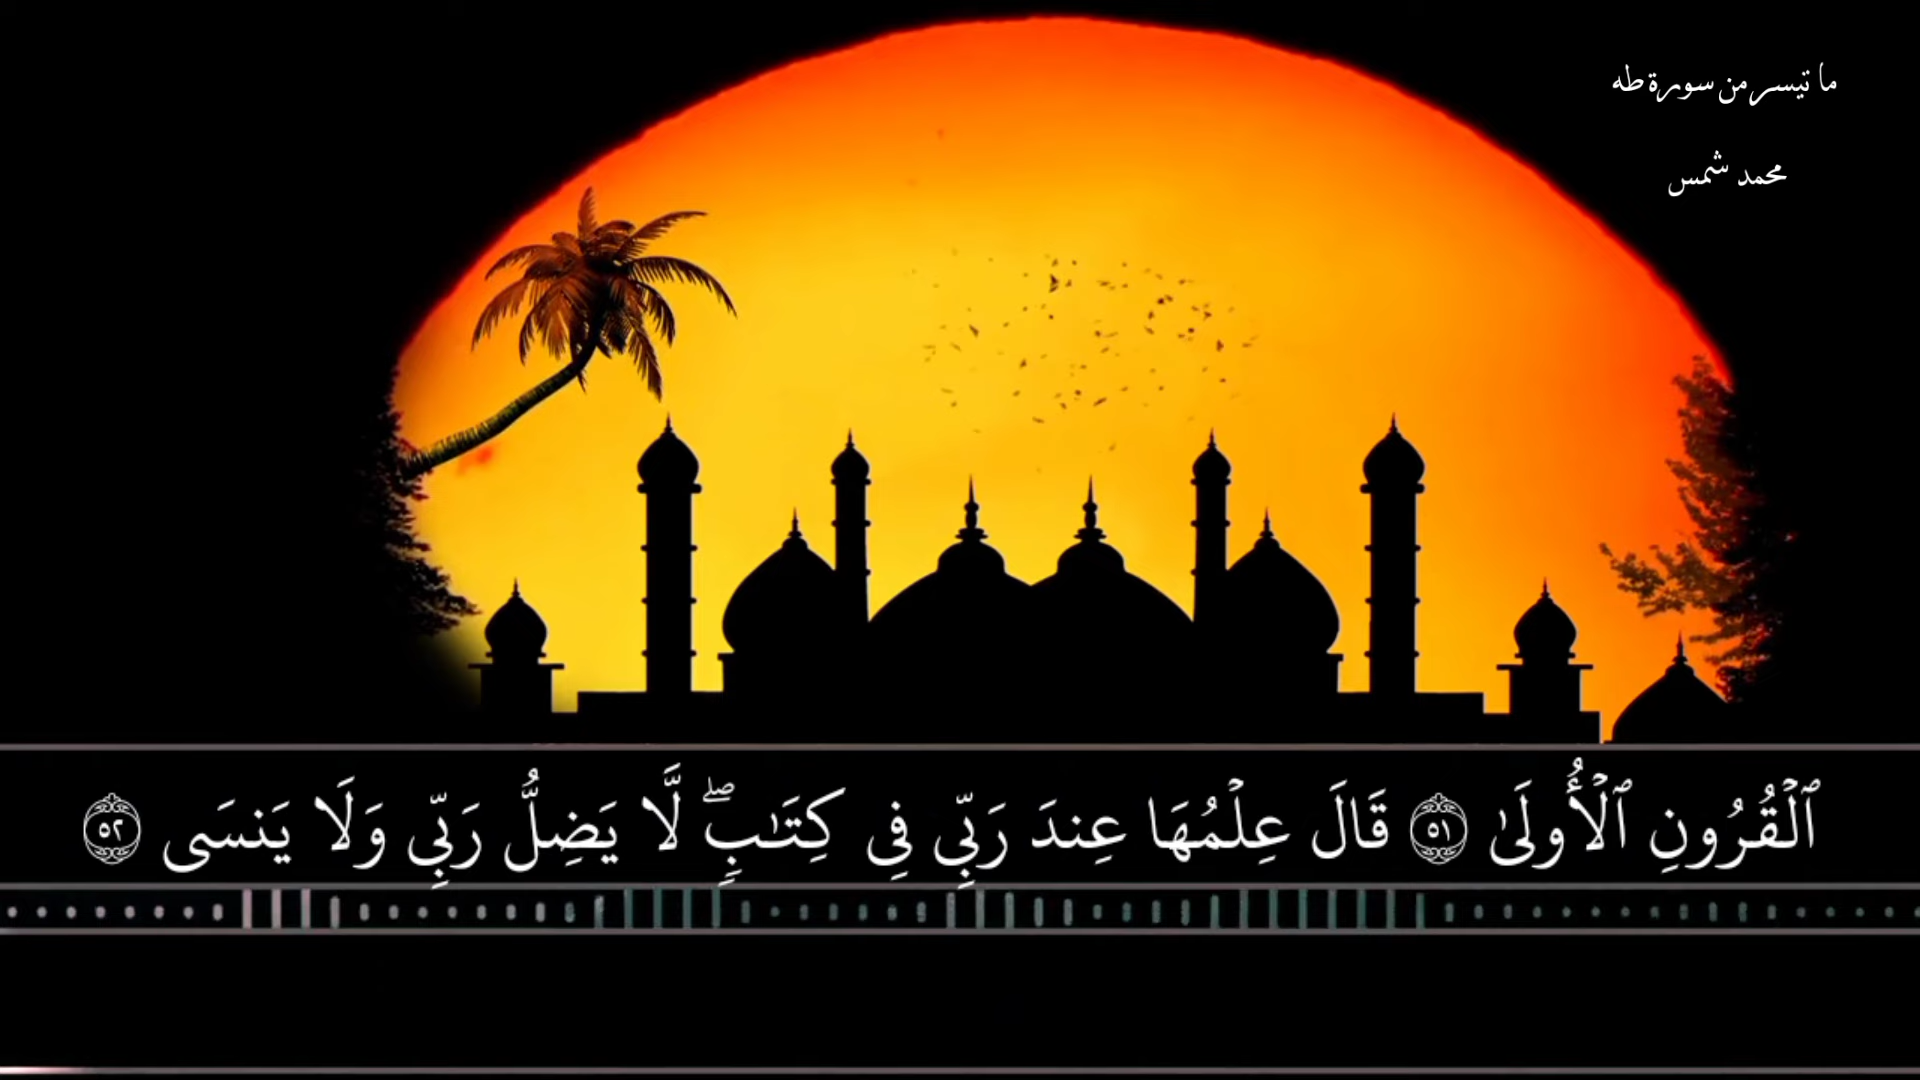 ما تيسر من سورة طه
محمد شمس
ٱلْقُرُونِ ٱلْأُولَىٰ ۝٥١ قَالَ عِلْمُهَا عِندَ رَبِّي فِي كِتَٰبٍۖ لَّا يَضِلُّ رَبِّي وَلَا يَنسَى ۝٥٢